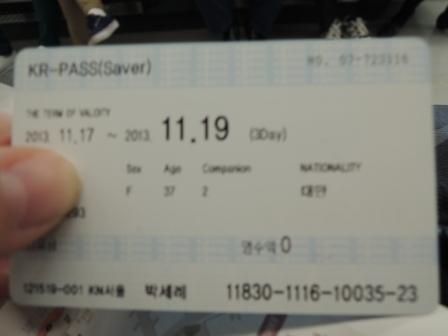 KR-PASS(Saver)
THE TERM OF VALIDITY
2013. 11.17 ~ 2013. 11.19 (3Day)
Sex Age Companion NATIONALITY
F 37 2 대만
영수액 0
121519-001 KN서울 박세레 11830-1116-10035-23